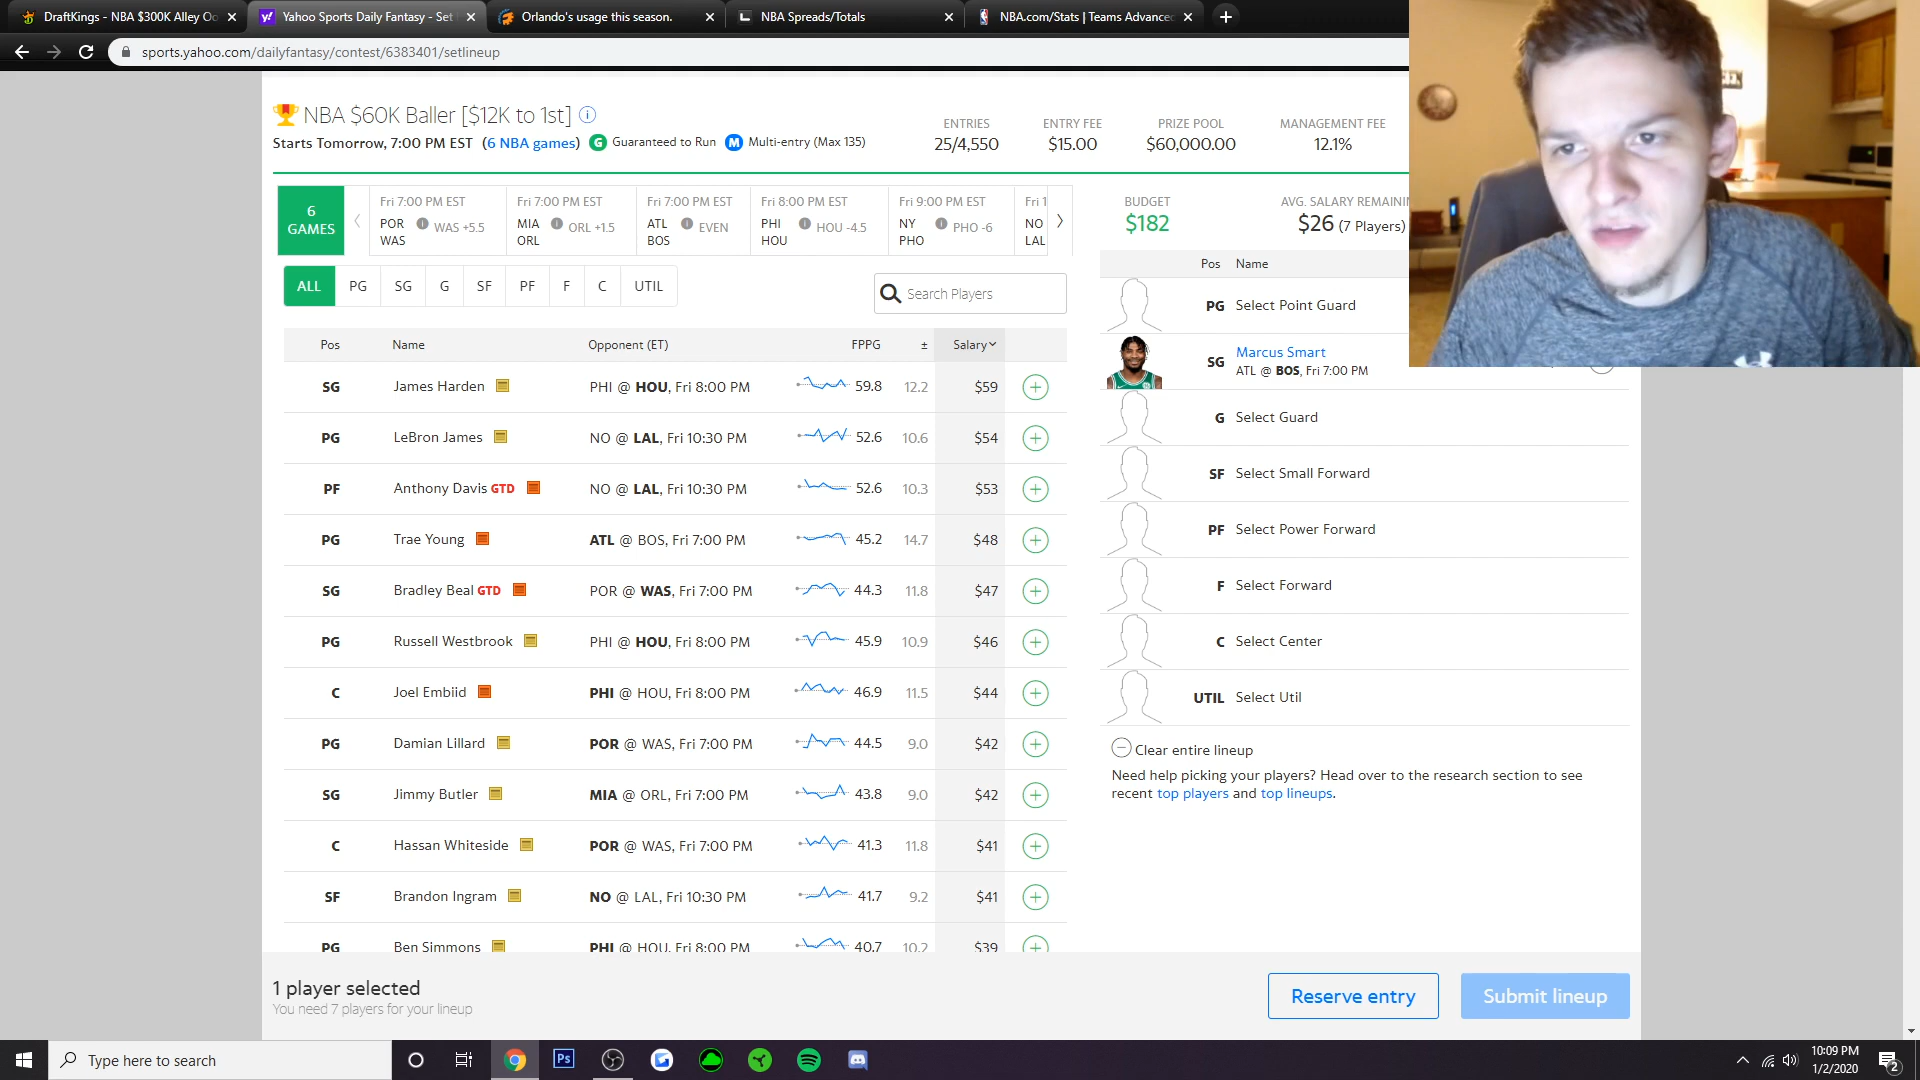 DraftKings - NBA $300K Alley Oo
Yahoo Sports Daily Fantasy - Set
Orlando's usage this season.
NBA Spreads/Totals
NBA.com/Stats | Teams Advanced
sports.yahoo.com/dailyfantasy/contest/6383401/setlineup
NBA $60K Baller [$12K to 1st]
Starts Tomorrow, 7:00 PM EST (6 NBA games) G Guaranteed to Run M Multi-entry (Max 135)
ENTRIES ENTRY FEE PRIZE POOL MANAGEMENT FEE
25/4,550 $15.00 $60,000.00 12.1%
6 GAMES
Fri 7:00 PM EST POR WAS WAS +5.5
Fri 7:00 PM EST MIA ORL ORL +1.5
Fri 7:00 PM EST ATL BOS EVEN
Fri 8:00 PM EST PHI HOU HOU -4.5
Fri 9:00 PM EST NY PHO PHO -6
Fri 1 NO LAL
BUDGET $182
AVG. SALARY REMAININ $26 (7 Players)
ALL PG SG G SF PF F C UTIL
Search Players
Pos Name Opponent (ET) FPPG ± Salary
SG James Harden PHI @ HOU, Fri 8:00 PM 59.8 12.2 $59
PG LeBron James NO @ LAL, Fri 10:30 PM 52.6 10.6 $54
PF Anthony Davis GTD NO @ LAL, Fri 10:30 PM 52.6 10.3 $53
PG Trae Young ATL @ BOS, Fri 7:00 PM 45.2 14.7 $48
SG Bradley Beal GTD POR @ WAS, Fri 7:00 PM 44.3 11.8 $47
PG Russell Westbrook PHI @ HOU, Fri 8:00 PM 45.9 10.9 $46
C Joel Embiid PHI @ HOU, Fri 8:00 PM 46.9 11.5 $44
PG Damian Lillard POR @ WAS, Fri 7:00 PM 44.5 9.0 $42
SG Jimmy Butler MIA @ ORL, Fri 7:00 PM 43.8 9.0 $42
C Hassan Whiteside POR @ WAS, Fri 7:00 PM 41.3 11.8 $41
SF Brandon Ingram NO @ LAL, Fri 10:30 PM 41.7 9.2 $41
PG Ben Simmons PHI @ HOU, Fri 8:00 PM 40.7 10.2 $39
Pos Name
PG Select Point Guard
SG Marcus Smart
ATL @ BOS, Fri 7:00 PM
G Select Guard
SF Select Small Forward
PF Select Power Forward
F Select Forward
C Select Center
UTIL Select Util
Clear entire lineup
Need help picking your players? Head over to the research section to see
recent top players and top lineups.
1 player selected
You need 7 players for your lineup
Reserve entry
Submit lineup
Type here to search
Ps
10:09 PM
1/2/2020
2